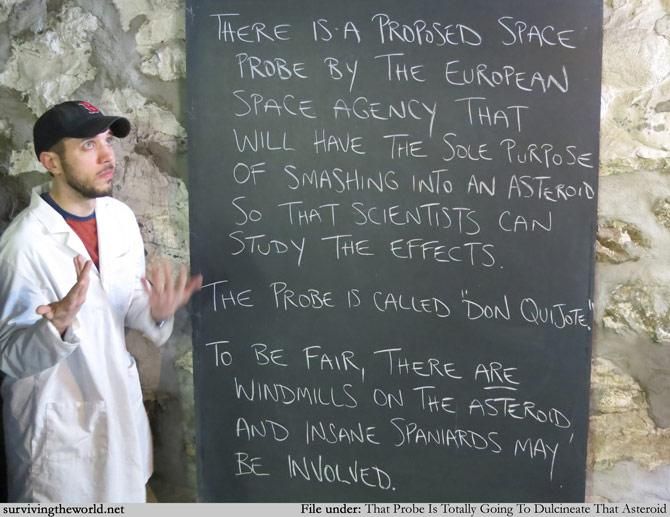 THERE IS A PROPOSED SPACE
PROBE BY THE EUROPEAN
SPACE AGENCY THAT
WILL HAVE THE SOLE PURPOSE
OF SMASHING INTO AN ASTEROID
SO THAT SCIENTISTS CAN
STUDY THE EFFECTS.
THE PROBE IS CALLED "DON QUIJOTE."
TO BE FAIR, THERE ARE
WINDMILLS ON THE ASTEROID
AND INSANE SPANIARDS MAY
BE INVOLVED.
survivingtheworld.net File under: That Probe Is Totally Going To Dulcineate That Asteroid